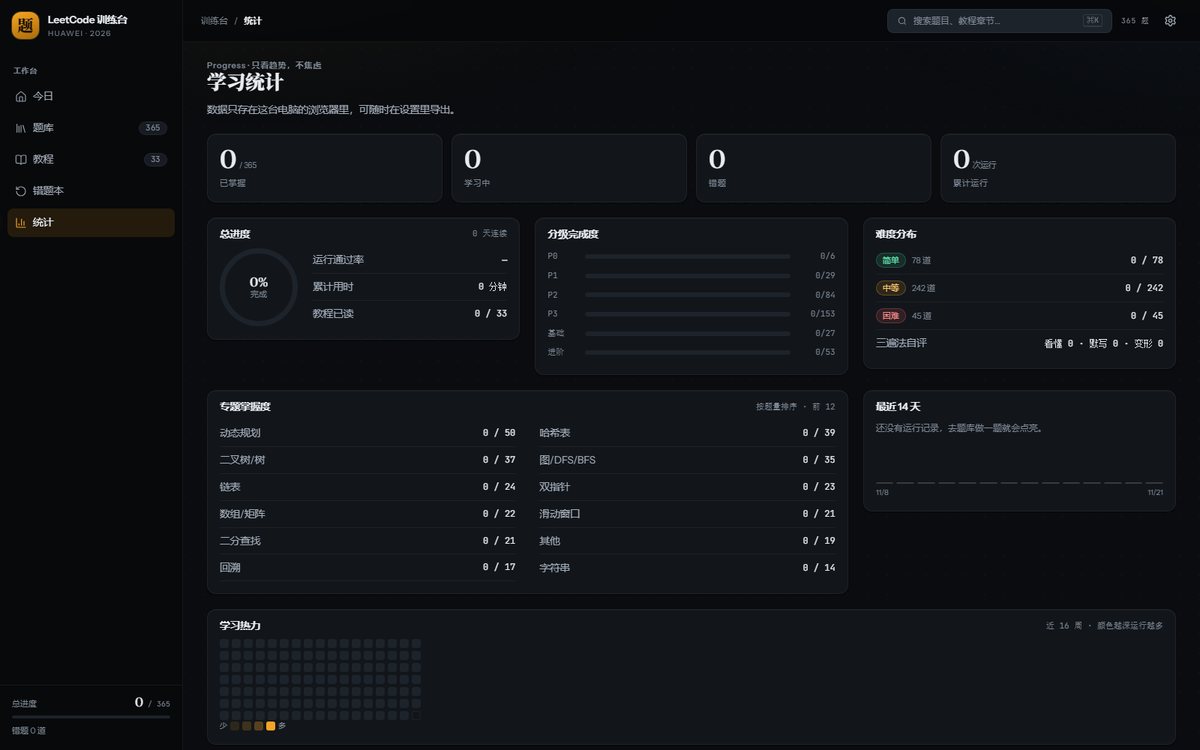 题
LeetCode 训练台
HUAWEI · 2026
工作台
今日
题库 365
教程 33
错题本
统计
总进度 0 / 365
错题 0 道
训练台 / 统计
搜索题目、教程章节… ⌘K
365 题
Progress · 只看趋势，不焦虑
学习统计
数据只存在这台电脑的浏览器里，可随时在设置里导出。
0 / 365
已掌握
0
学习中
0
错题
0 次运行
累计运行
总进度 0 天连续
0%
完成
运行通过率 —
累计用时 0 分钟
教程已读 0 / 33
分级完成度
P0 0/6
P1 0/29
P2 0/84
P3 0/153
基础 0/27
进阶 0/53
难度分布
简单 78 道 0 / 78
中等 242 道 0 / 242
困难 45 道 0 / 45
三遍法自评 看懂 0 · 默写 0 · 变形 0
专题掌握度 按题量排序 · 前 12
动态规划 0 / 50 哈希表 0 / 39
二叉树/树 0 / 37 图/DFS/BFS 0 / 35
链表 0 / 24 双指针 0 / 23
数组/矩阵 0 / 22 滑动窗口 0 / 21
二分查找 0 / 21 其他 0 / 19
回溯 0 / 17 字符串 0 / 14
最近 14 天
还没有运行记录，去题库做一题就会点亮。
11/8 11/21
学习热力 近 16 周 · 颜色越深运行越多
少 多